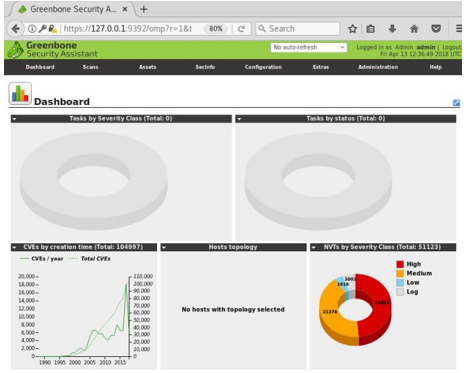 Greenbone Security A...
https://127.0.0.1:9392/omp?r=1&t
80%
Search
Greenbone
Security Assistant
No auto-refresh
Logged in as Admin admin | Logout
Fri Apr 13 12:36:49 2018 UTC
Dashboard Scans Assets SecInfo Configuration Extras Administration Help
Dashboard
Tasks by Severity Class (Total: 0)
Tasks by status (Total: 0)
CVEs by creation time (Total: 104997)
Hosts topology
NVTs by Severity Class (Total: 51123)
CVEs / year
Total CVEs
20,000
18,000
16,000
14,000
12,000
10,000
8,000
6,000
4,000
2,000
0
110,000
100,000
90,000
80,000
70,000
60,000
50,000
40,000
30,000
20,000
10,000
0
1990 1995 2000 2005 2010 2015
No hosts with topology selected
21378
1919
High
Medium
Low
Log